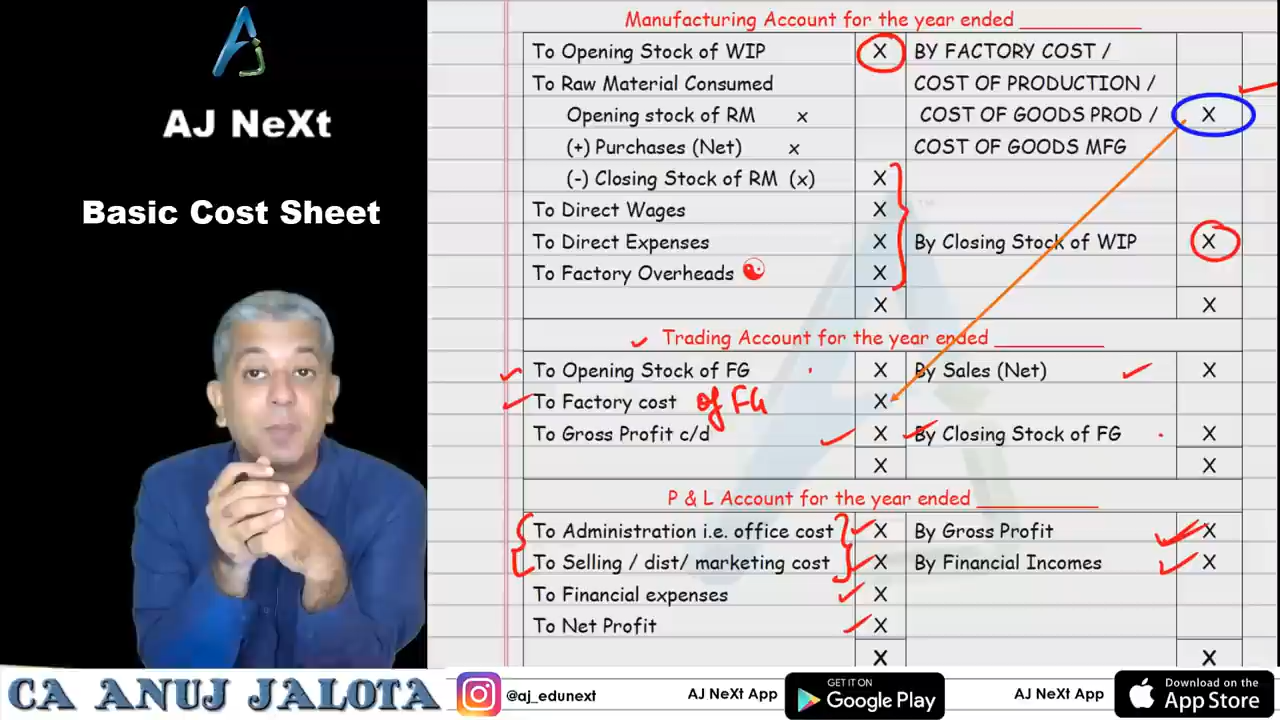 AJ NeXt
Basic Cost Sheet
Manufacturing Account for the year ended ____________
To Opening Stock of WIP X BY FACTORY COST /
To Raw Material Consumed COST OF PRODUCTION /
Opening stock of RM x COST OF GOODS PROD / X
(+) Purchases (Net) x COST OF GOODS MFG
(-) Closing Stock of RM (x) X
To Direct Wages X
To Direct Expenses X By Closing Stock of WIP X
To Factory Overheads X
X X
Trading Account for the year ended ___________
To Opening Stock of FG X By Sales (Net) X
To Factory cost of FG X
To Gross Profit c/d X By Closing Stock of FG X
X X
P & L Account for the year ended ____________
To Administration i.e. office cost X By Gross Profit X
To Selling / dist/ marketing cost X By Financial Incomes X
To Financial expenses X
To Net Profit X
X X
CA ANUJ JALOTA @aj_edunext AJ NeXt App GET IT ON Google Play AJ NeXt App Download on the App Store